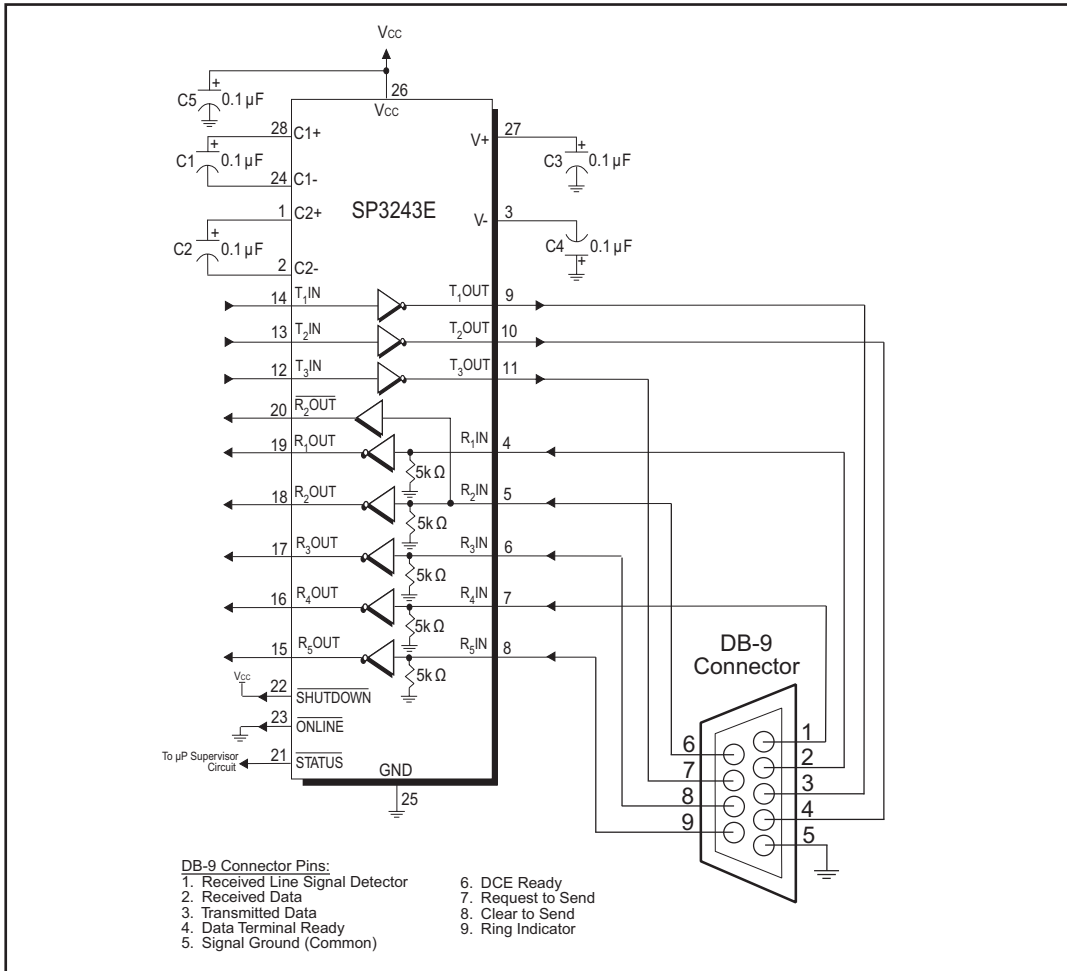 VCC
26
VCC
C5
+
0.1 µF
28
C1+
C1
+
0.1 µF
24
C1-
1
C2+
C2
+
0.1 µF
2
C2-
SP3243E
V+
27
+
C3
0.1 µF
V-
3
C4
0.1 µF
+
14
T1IN
T1OUT
9
13
T2IN
T2OUT
10
12
T3IN
T3OUT
11
20
R2OUT
19
R1OUT
R1IN
4
5k Ω
18
R2OUT
R2IN
5
5k Ω
17
R3OUT
R3IN
6
5k Ω
16
R4OUT
R4IN
7
5k Ω
15
R5OUT
R5IN
8
5k Ω
VCC
22
SHUTDOWN
23
ONLINE
To µP Supervisor
Circuit
21
STATUS
GND
25
DB-9
Connector
6
7
8
9
1
2
3
4
5
DB-9 Connector Pins:
1. Received Line Signal Detector
2. Received Data
3. Transmitted Data
4. Data Terminal Ready
5. Signal Ground (Common)
6. DCE Ready
7. Request to Send
8. Clear to Send
9. Ring Indicator